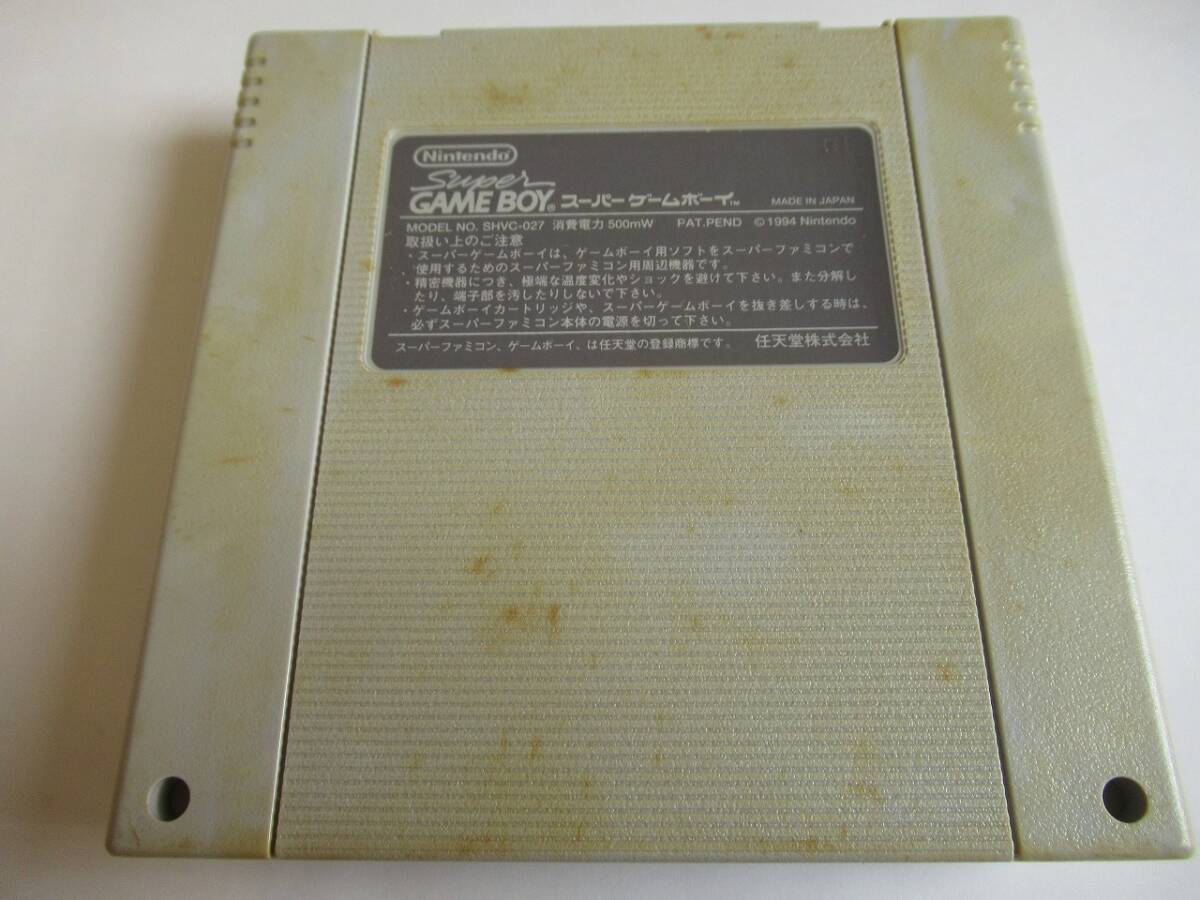 Nintendo
Super
GAME BOY® スーパーゲームボーイ™ MADE IN JAPAN
MODEL NO. SHVC-027 消費電力 500mW PAT.PEND ©1994 Nintendo
取扱い上のご注意
・スーパーゲームボーイは、ゲームボーイ用ソフトをスーパーファミコンで
使用するためのスーパーファミコン用周辺機器です。
・精密機器につき、極端な温度変化やショックを避けて下さい。また分解し
たり、端子部を汚したりしないで下さい。
・ゲームボーイカートリッジや、スーパーゲームボーイを抜き差しする時は、
必ずスーパーファミコン本体の電源を切って下さい。
スーパーファミコン、ゲームボーイ、は任天堂の登録商標です。 任天堂株式会社